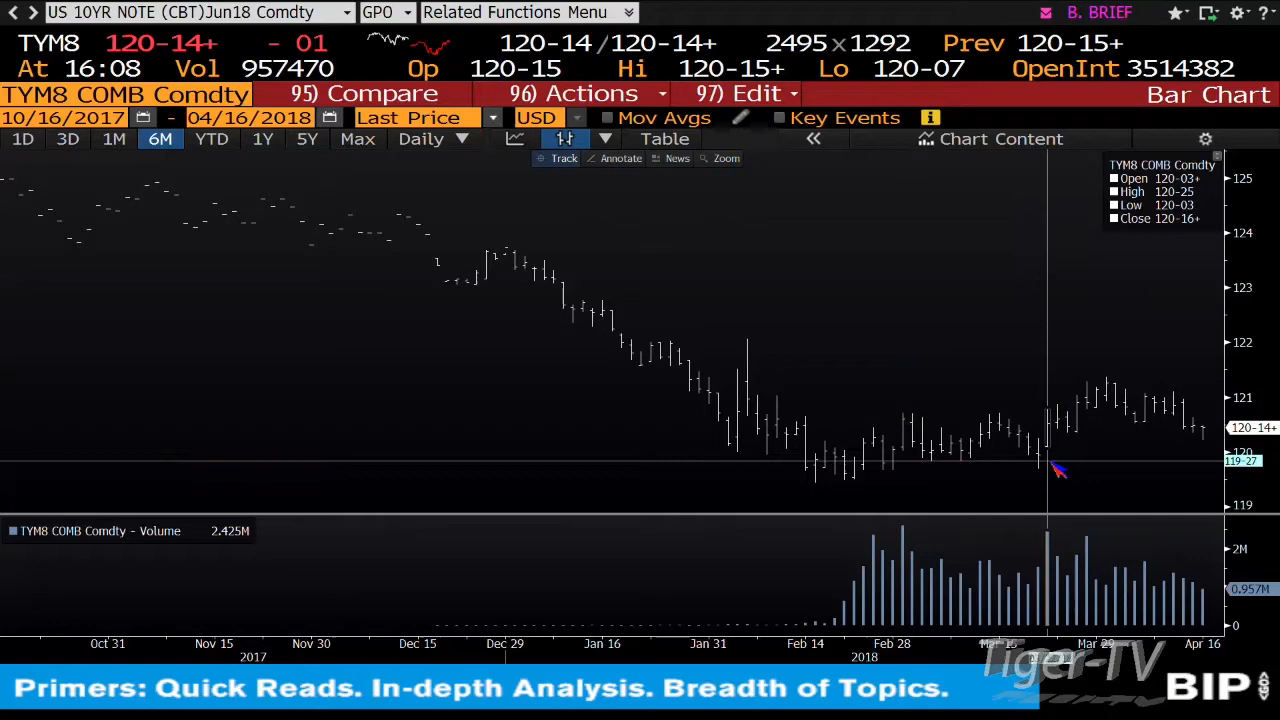 US 10YR NOTE (CBT)Jun18 Comdty GPO Related Functions Menu B. BRIEF ?
TYM8 120-14+ - 01 120-14 /120-14+ 2495 x1292 Prev 120-15+
At 16:08 Vol 957470 Op 120-15 Hi 120-15+ Lo 120-07 OpenInt 3514382
TYM8 COMB Comdty 95) Compare 96) Actions 97) Edit Bar Chart
10/16/2017 - 04/16/2018 Last Price USD Mov Avgs Key Events i
1D 3D 1M 6M YTD 1Y 5Y Max Daily Table « Chart Content
Track Annotate News Zoom
TYM8 COMB Comdty
Open 120-03+
High 120-25
Low 120-03
Close 120-16+
125
124
123
122
121
120-14+
120
119-27
119
TYM8 COMB Comdty - Volume 2.425M
2M
0.957M
0
Oct 31 Nov 15 Nov 30 Dec 15 Dec 29 Jan 16 Jan 31 Feb 14 Feb 28 Mar 15 Mar 29 Apr 16
2017 2018
Tiger-TV
Primers: Quick Reads. In-depth Analysis. Breadth of Topics. BIP GO